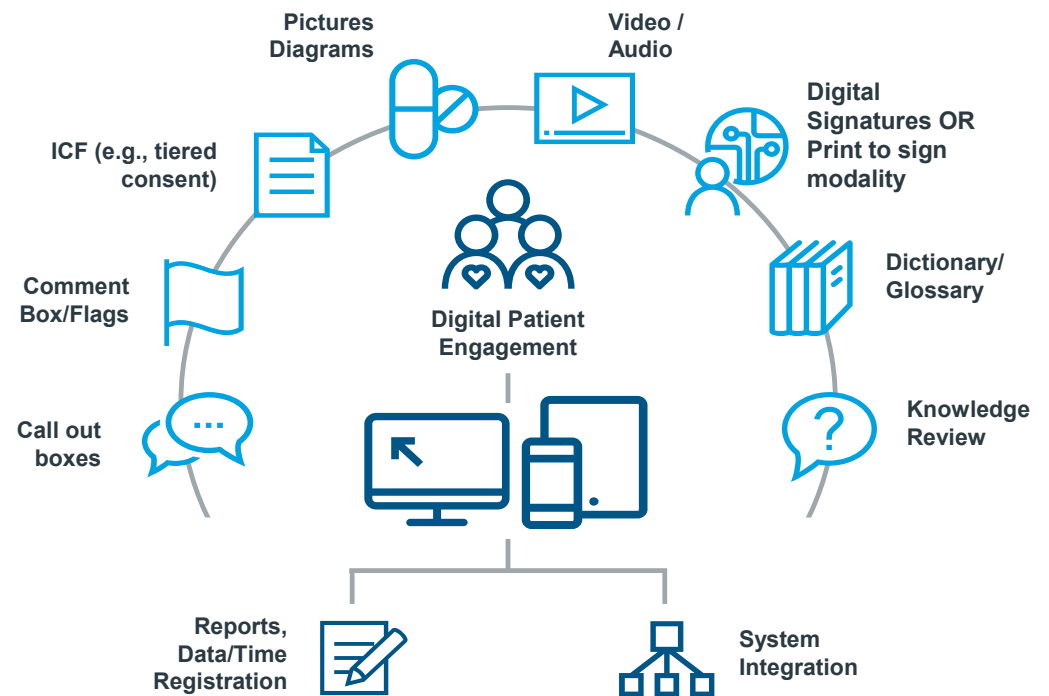 Pictures
Diagrams
Video /
Audio
Digital
Signatures OR
Print to sign
modality
ICF (e.g., tiered
consent)
Comment
Box/Flags
Dictionary/
Glossary
Digital Patient
Engagement
Call out
boxes
...
?
Knowledge
Review
Reports,
Data/Time
Registration
System
Integration